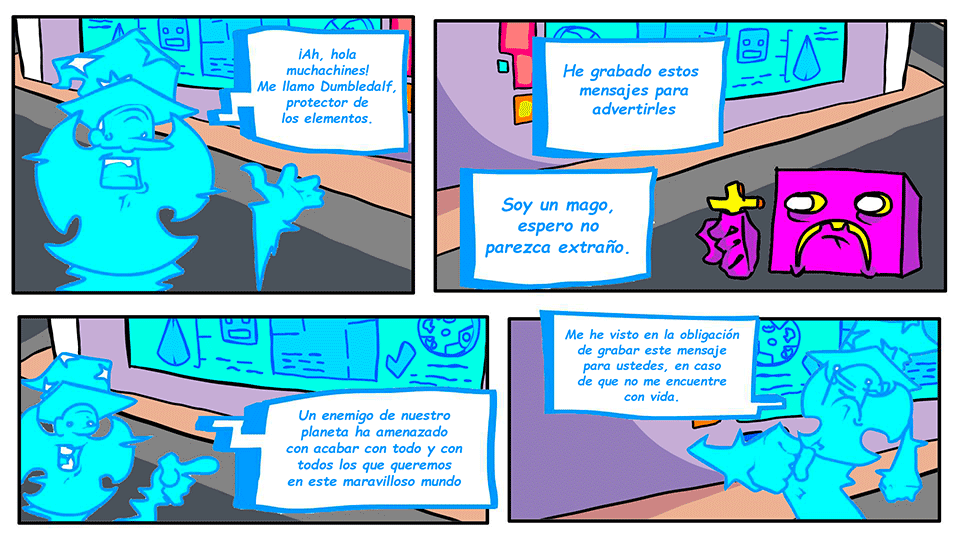 ¡Ah, hola
muchachines!
Me llamo Dumbledalf,
protector de
los elementos.
He grabado estos
mensajes para
advertirles
Soy un mago,
espero no
parezca extraño.
Un enemigo de nuestro
planeta ha amenazado
con acabar con todo y con
todos los que queremos
en este maravilloso mundo
Me he visto en la obligación
de grabar este mensaje
para ustedes, en caso
de que no me encuentre
con vida.